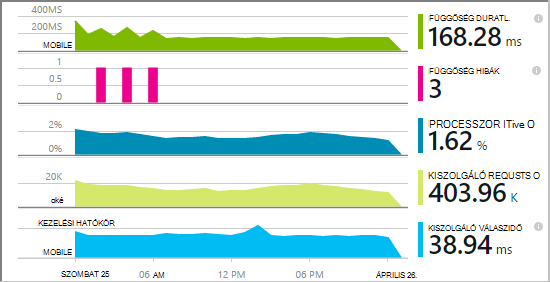 400MS
200MS
MOBILE
FÜGGŐSÉG DURATL.
168.28 ms
1
0.5
0
FÜGGŐSÉG HIBÁK
3
2%
0%
PROCESSZOR ITive O
1.62 %
20K
oké
KISZOLGÁLÓ REQUSTS O
403.96 K
KEZELÉSI HATÓKÖR
MOBILE
KISZOLGÁLÓ VÁLASZIDŐ
38.94 ms
SZOMBAT 25
06 AM
12 PM
06 PM
ÁPRILIS 26.